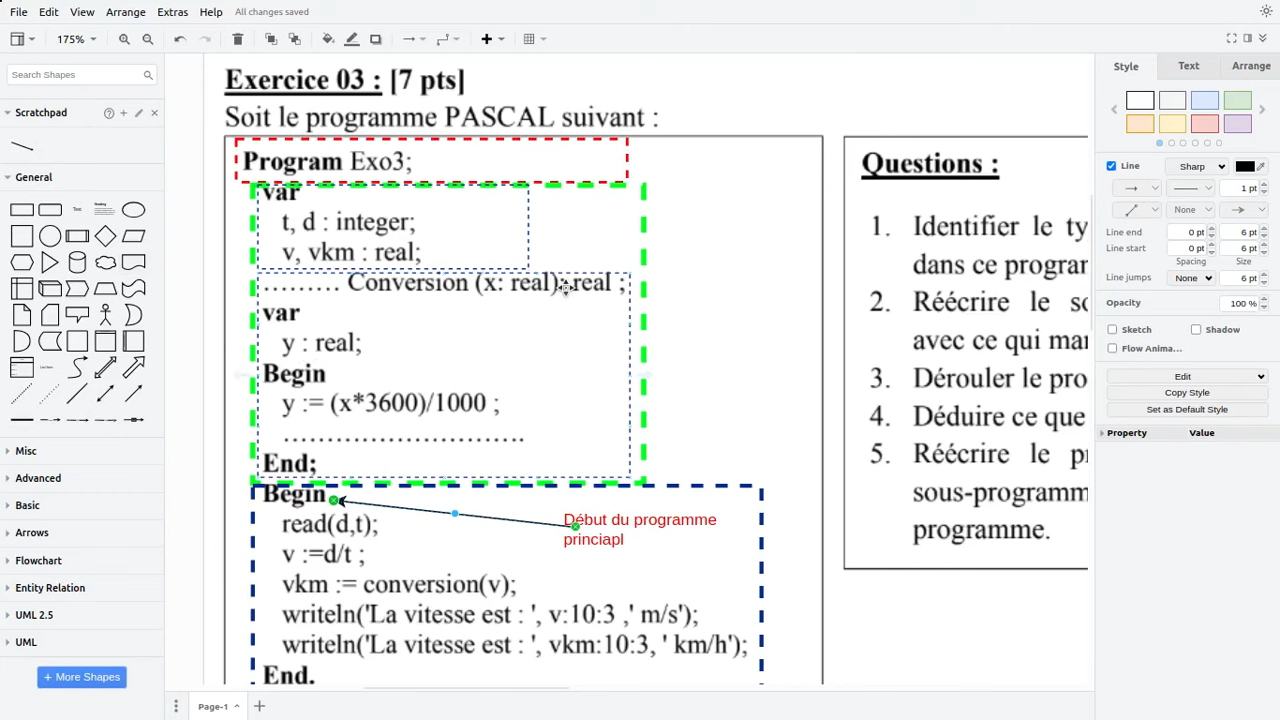 File Edit View Arrange Extras Help All changes saved
175%
Search Shapes
Scratchpad
General
Misc
Advanced
Basic
Arrows
Flowchart
Entity Relation
UML 2.5
UML
+ More Shapes
Exercice 03 : [7 pts]
Soit le programme PASCAL suivant :
Program Exo3;
var
t, d : integer;
v, vkm : real;
……… Conversion (x: real): real ;
var
y : real;
Begin
y := (x*3600)/1000 ;
……………………….
End;
Begin
read(d,t);
v :=d/t ;
vkm := conversion(v);
writeln('La vitesse est : ', v:10:3 ,' m/s');
writeln('La vitesse est : ', vkm:10:3, ' km/h');
End.
Début du programme
princiapl
Questions :
1. Identifier le ty
dans ce prograr
2. Réécrire le so
avec ce qui mar
3. Dérouler le pro
4. Déduire ce que
5. Réécrire le p
sous-programm
programme.
Style Text Arrange
Line Sharp 1 pt
None
Line end 0 pt 6 pt
Line start 0 pt 6 pt
Spacing Size
Line jumps None 6 pt
Opacity 100 %
Sketch Shadow
Flow Anima...
Edit
Copy Style
Set as Default Style
Property Value
Page-1